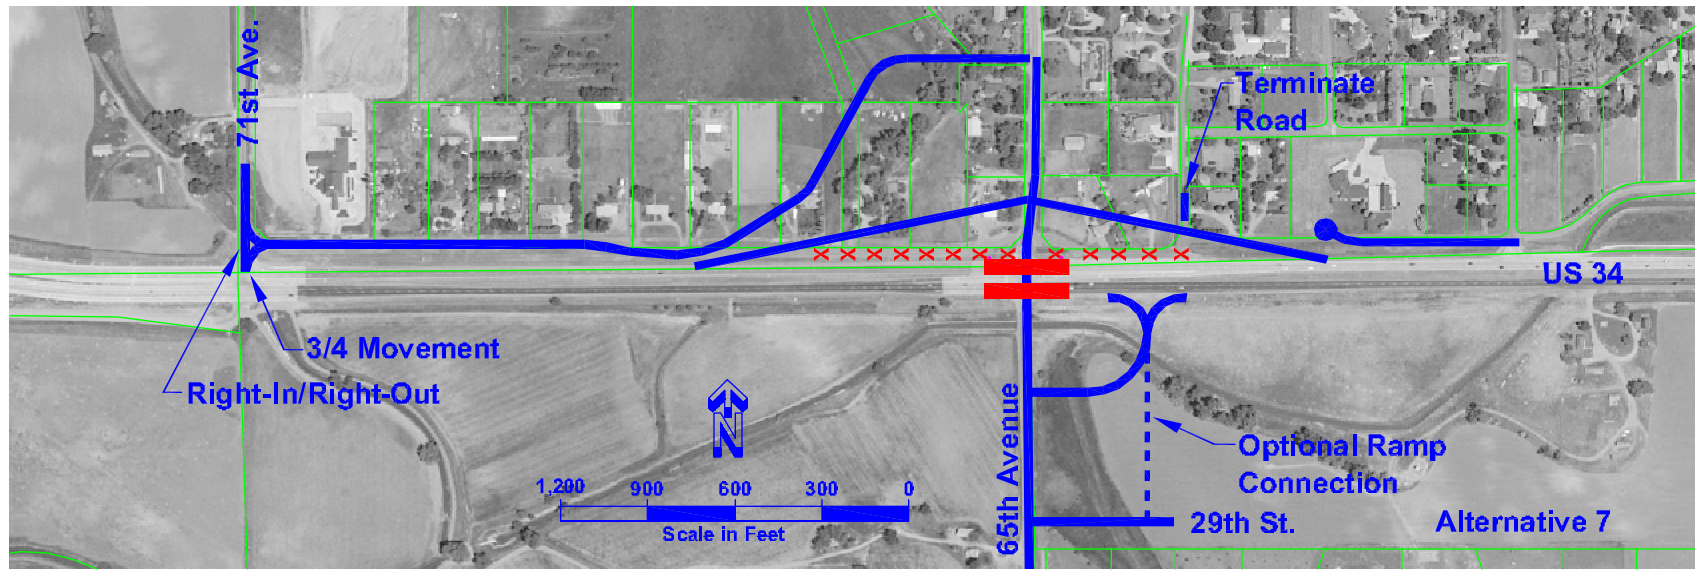 71st Ave.
Terminate
Road
US 34
3/4 Movement
Right-In/Right-Out
N
65th Avenue
Optional Ramp
Connection
1,200 900 600 300 0
Scale in Feet
29th St.
Alternative 7
X X X X X X X X X X X X X